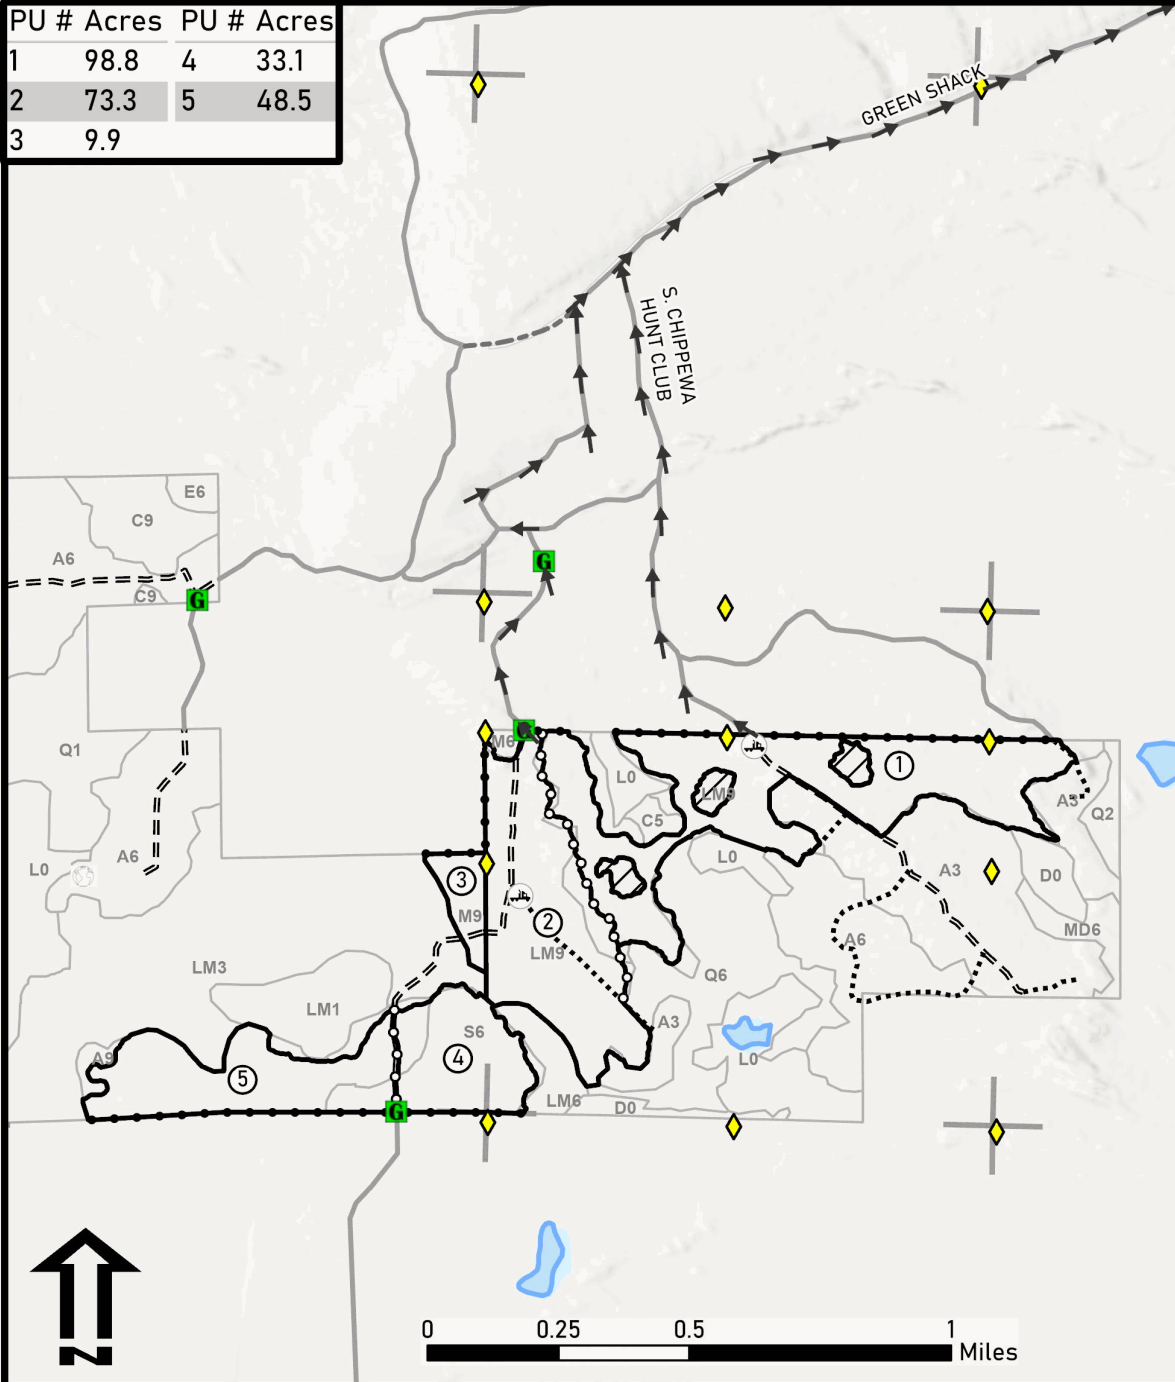 PU # Acres PU # Acres
1 98.8 4 33.1
2 73.3 5 48.5
3 9.9
GREEN SHACK
S. CHIPPEWA
HUNT CLUB
E6
C9
A6
C9
G
G
Q1
G
M6
L0
LM9
C5
1
A3
Q2
L0
A6
3
M9
2
LM9
L0
A3
D0
A6
MD6
LM3
Q6
LM1
S6
A3
A9
5
4
L0
G
LM6
D0
N
0 0.25 0.5 1
Miles